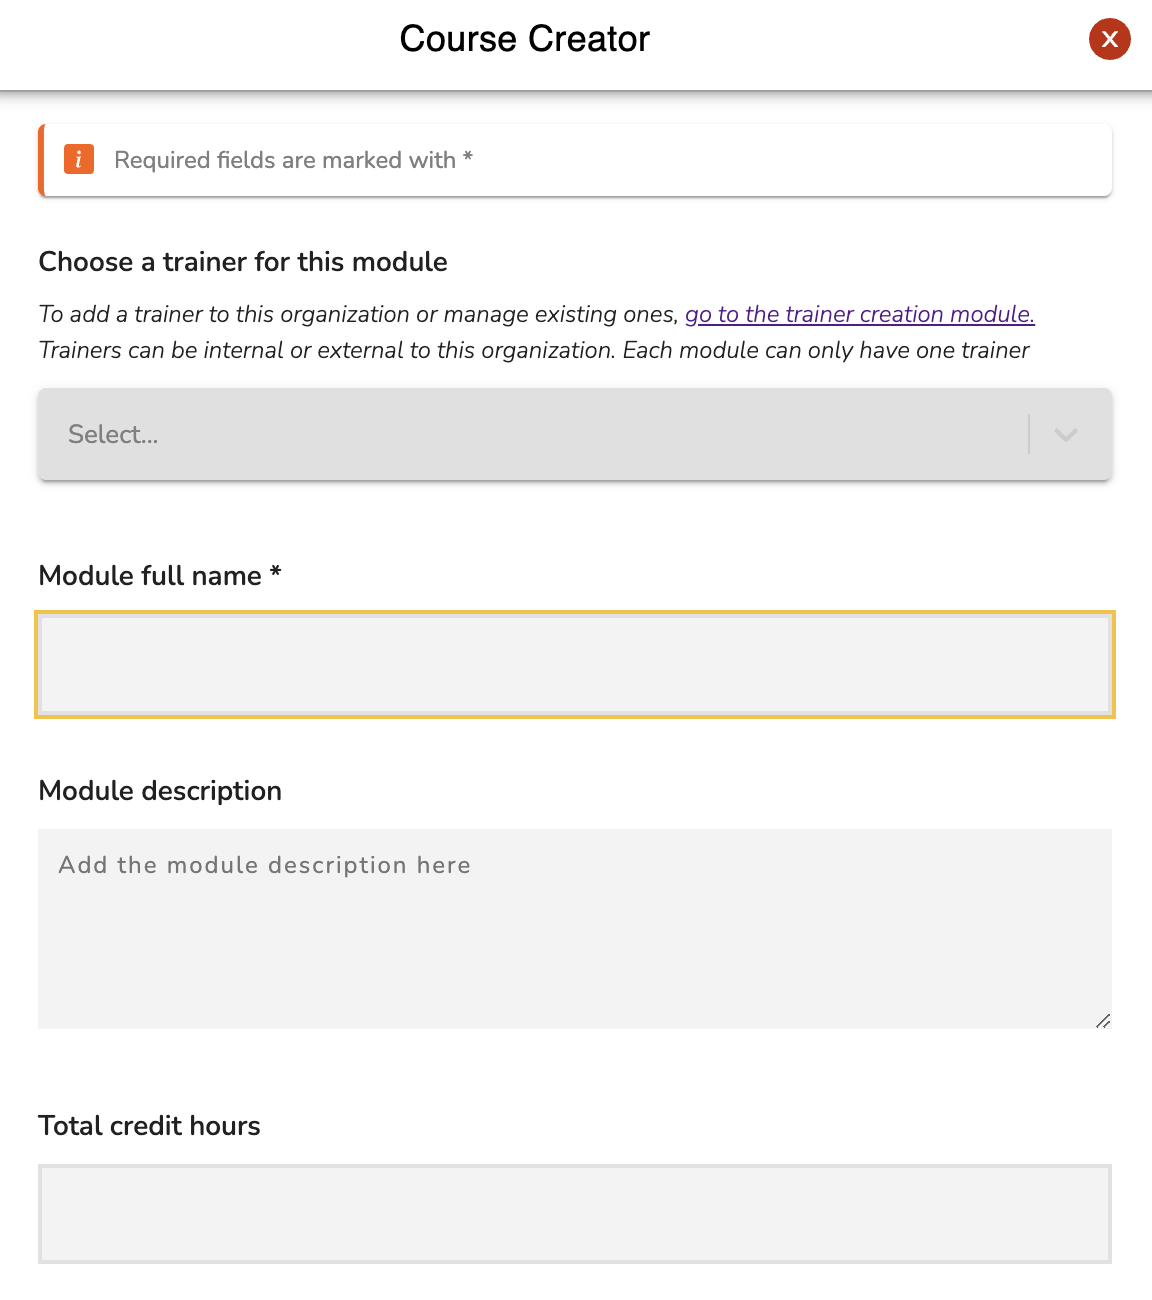 Course Creator
X
i
Required fields are marked with *
Choose a trainer for this module
To add a trainer to this organization or manage existing ones, go to the trainer creation module.
Trainers can be internal or external to this organization. Each module can only have one trainer
Select...
Module full name *
Module description
Add the module description here
Total credit hours